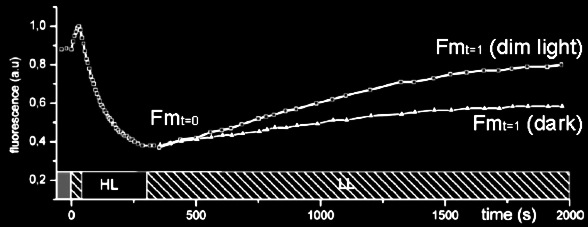 1,0
0,8
0,6
0,4
0,2
fluorescence (a.u)
Fmt=1 (dim light)
Fmt=0
Fmt=1 (dark)
HL
LL
0
500
1000
1500
2000
time (s)